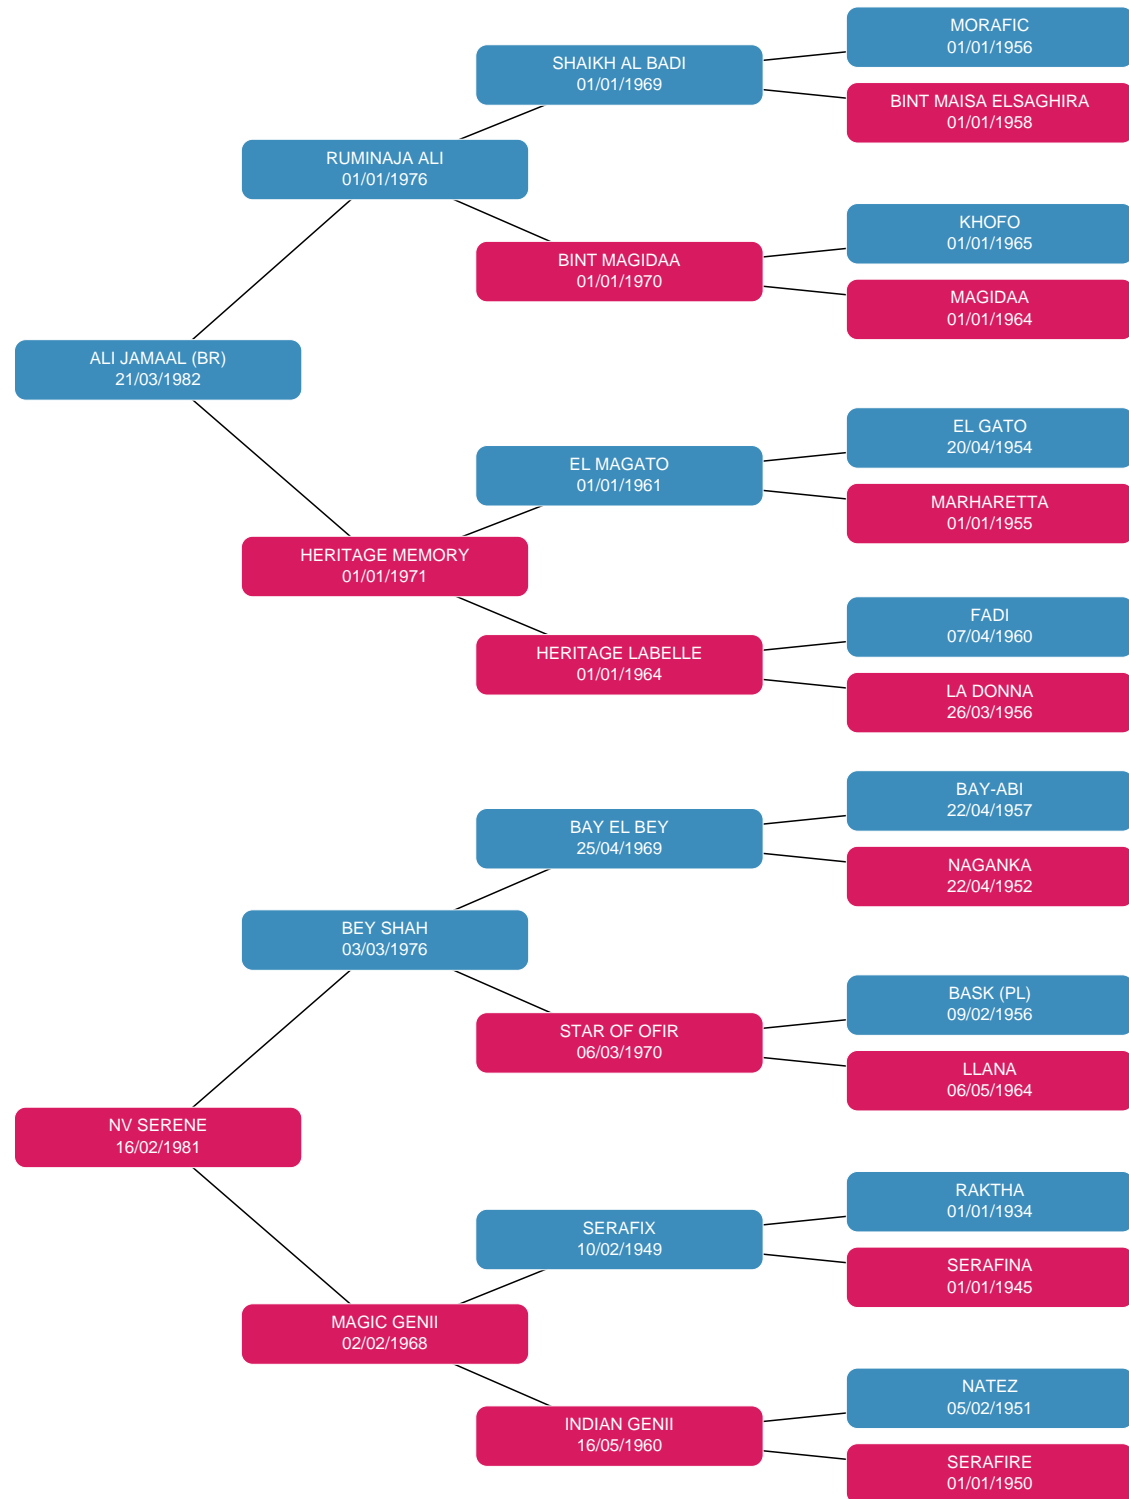 MORAFIC
01/01/1956
SHAIKH AL BADI
01/01/1969
BINT MAISA ELSAGHIRA
01/01/1958
RUMINAJA ALI
01/01/1976
KHOFO
01/01/1965
BINT MAGIDAA
01/01/1970
MAGIDAA
01/01/1964
ALI JAMAAL (BR)
21/03/1982
EL GATO
20/04/1954
EL MAGATO
01/01/1961
MARHARETTA
01/01/1955
HERITAGE MEMORY
01/01/1971
FADI
07/04/1960
HERITAGE LABELLE
01/01/1964
LA DONNA
26/03/1956
BAY-ABI
22/04/1957
BAY EL BEY
25/04/1969
NAGANKA
22/04/1952
BEY SHAH
03/03/1976
BASK (PL)
09/02/1956
STAR OF OFIR
06/03/1970
LLANA
06/05/1964
NV SERENE
16/02/1981
RAKTHA
01/01/1934
SERAFIX
10/02/1949
SERAFINA
01/01/1945
MAGIC GENII
02/02/1968
NATEZ
05/02/1951
INDIAN GENII
16/05/1960
SERAFIRE
01/01/1950